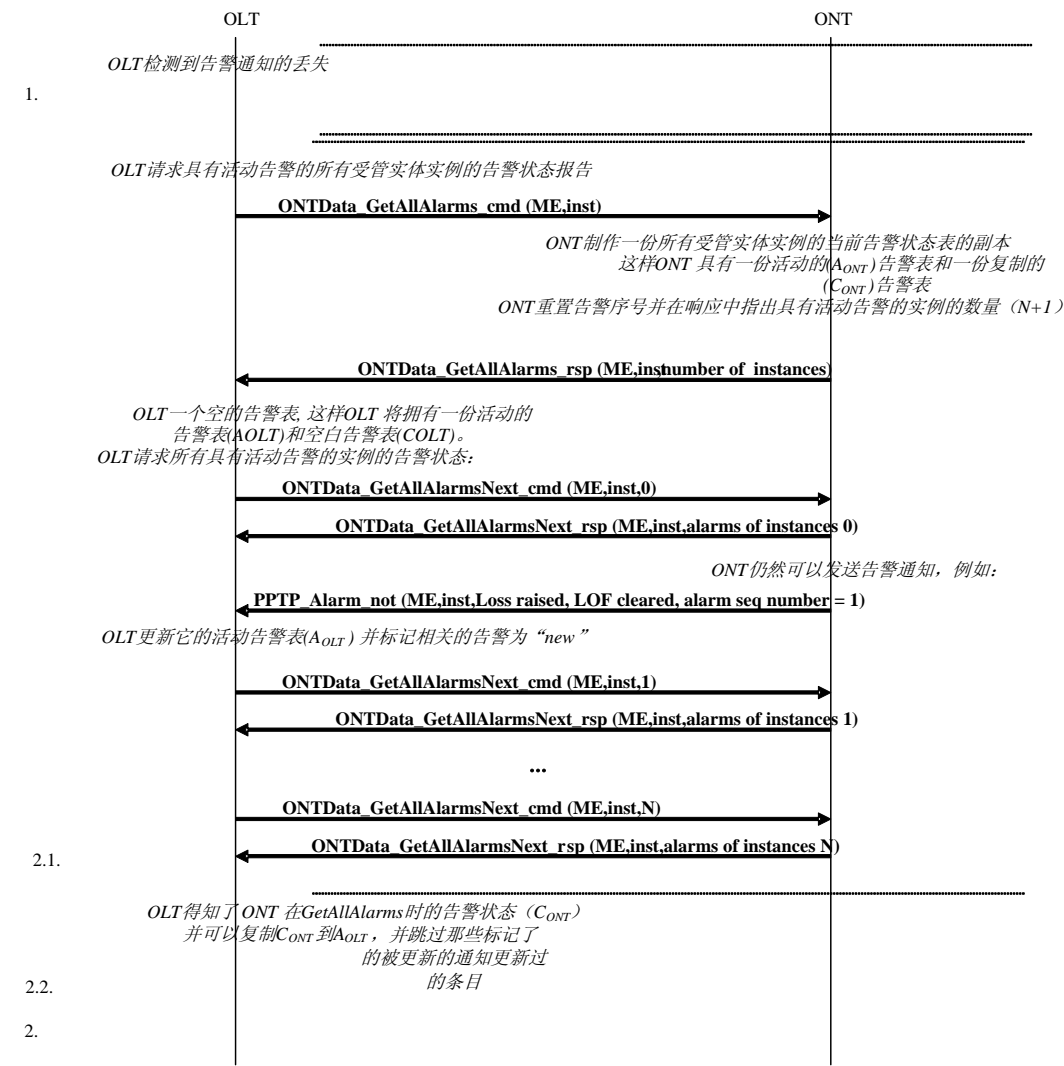 OLT
ONT
OLT检测到告警通知的丢失
1.
OLT请求具有活动告警的所有受管实体实例的告警状态报告
ONTData_GetAllAlarms_cmd (ME,inst)
ONT制作一份所有受管实体实例的当前告警状态表的副本
这样ONT 具有一份活动的(A_ONT)告警表和一份复制的
(C_ONT)告警表
ONT重置告警序号并在响应中指出具有活动告警的实例的数量（N+1）
ONTData_GetAllAlarms_rsp (ME,inst,number of instances)
OLT一个空的告警表, 这样OLT 将拥有一份活动的
告警表(AOLT)和空白告警表(COLT)。
OLT请求所有具有活动告警的实例的告警状态：
ONTData_GetAllAlarmsNext_cmd (ME,inst,0)
ONTData_GetAllAlarmsNext_rsp (ME,inst,alarms of instances 0)
ONT仍然可以发送告警通知，例如：
PPTP_Alarm_not (ME,inst,Loss raised, LOF cleared, alarm seq number = 1)
OLT更新它的活动告警表(A_OLT) 并标记相关的告警为“new”
ONTData_GetAllAlarmsNext_cmd (ME,inst,1)
ONTData_GetAllAlarmsNext_rsp (ME,inst,alarms of instances 1)
...
ONTData_GetAllAlarmsNext_cmd (ME,inst,N)
ONTData_GetAllAlarmsNext_rsp (ME,inst,alarms of instances N)
2.1.
OLT得知了ONT 在GetAllAlarms时的告警状态（C_ONT）
并可以复制C_ONT到A_OLT，并跳过那些标记了
的被更新的通知更新过
的条目
2.2.
2.